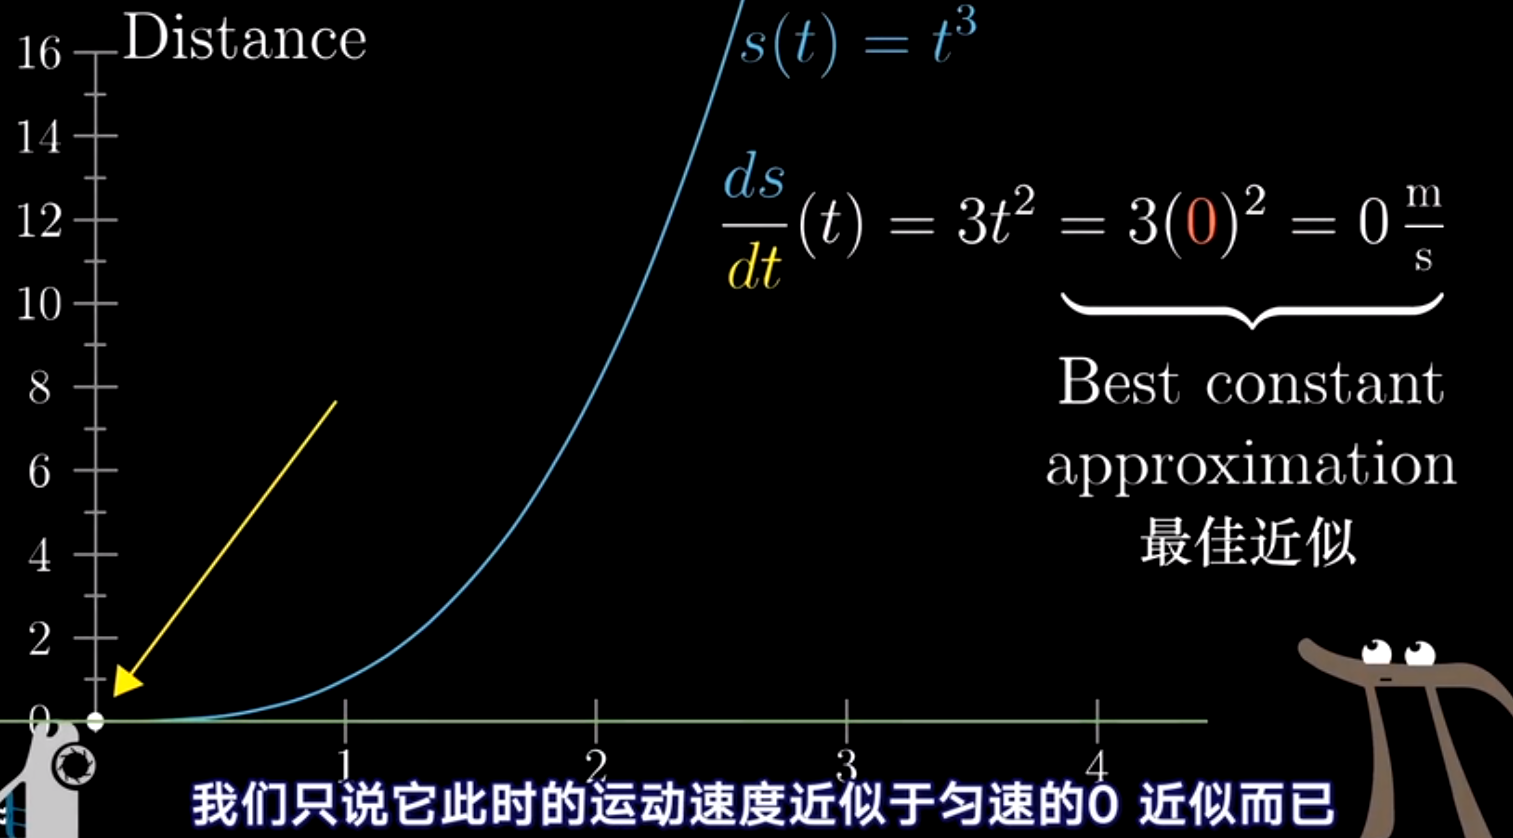 Distance
s(t) = t³
16
14
12
10
8
6
4
2
0
ds/dt (t) = 3t² = 3(0)² = 0 m/s
Best constant
approximation
最佳近似
1 2 3 4
我们只说它此时的运动速度近似于匀速的0 近似而已